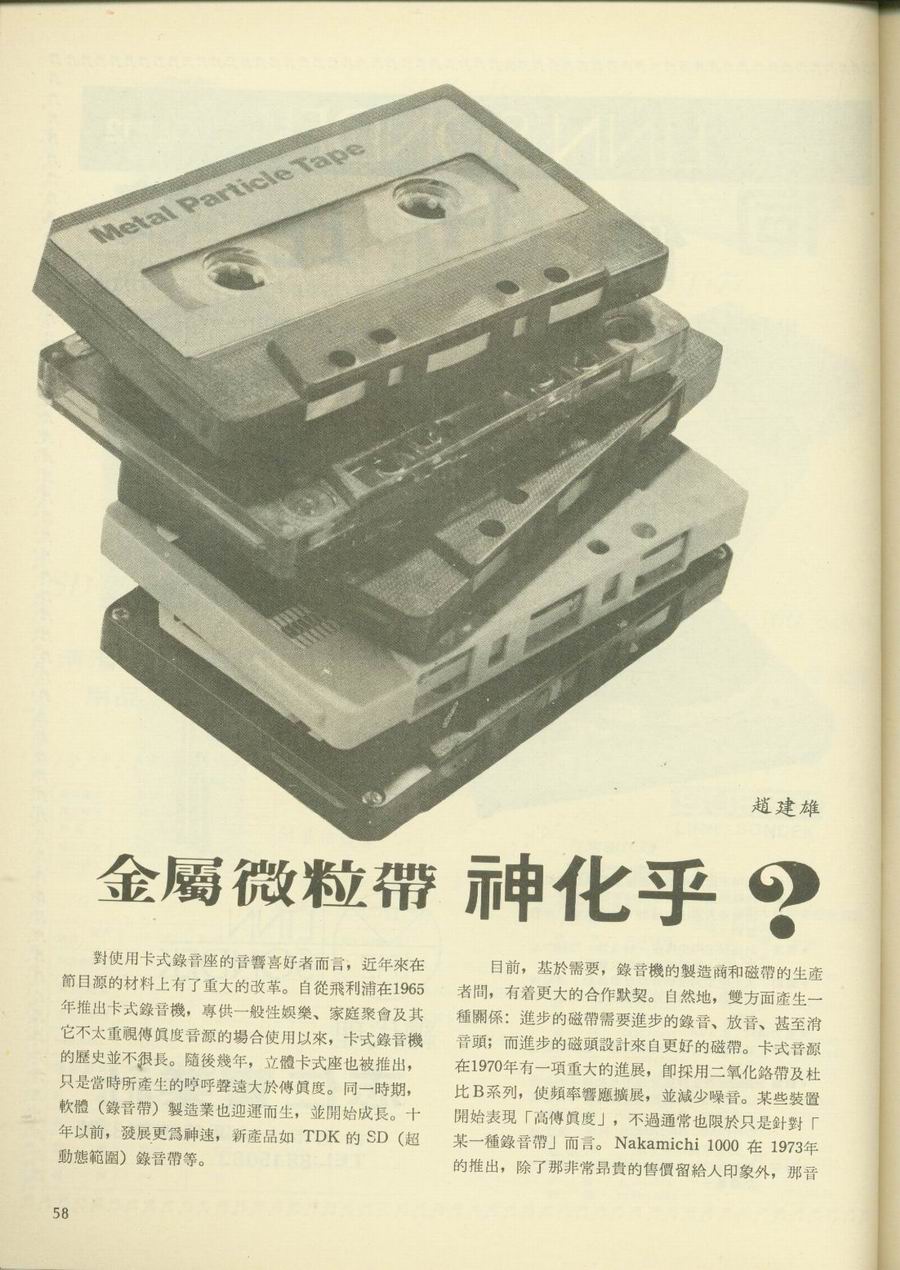 Metal Particle Tape
趙建雄
金屬微粒帶 神化乎？
對使用卡式錄音座的音響喜好者而言，近年來在
節目源的材料上有了重大的改革。自從飛利浦在1965
年推出卡式錄音機，專供一般性娛樂、家庭聚會及其
它不太重視傳眞度音源的場合使用以來，卡式錄音機
的歷史並不很長。隨後幾年，立體卡式座也被推出，
只是當時所產生的哼呼聲遠大於傳眞度。同一時期，
軟體（錄音帶）製造業也迎運而生，並開始成長。十
年以前，發展更爲神速，新產品如 TDK 的 SD（超
動態範圍）錄音帶等。
目前，基於需要，錄音機的製造商和磁帶的生產
者間，有着更大的合作默契。自然地，雙方面產生一
種關係：進步的磁帶需要進步的錄音、放音、甚至消
音頭；而進步的磁頭設計來自更好的磁帶。卡式音源
在1970年有一項重大的進展，卽採用二氧化鉻帶及杜
比B系列，使頻率響應擴展，並減少噪音。某些裝置
開始表現「高傳眞度」，不過通常也限於只是針對「
某一種錄音帶」而言。Nakamichi 1000 在 1973年
的推出，除了那非常昻貴的售價留給人印象外，那音
58